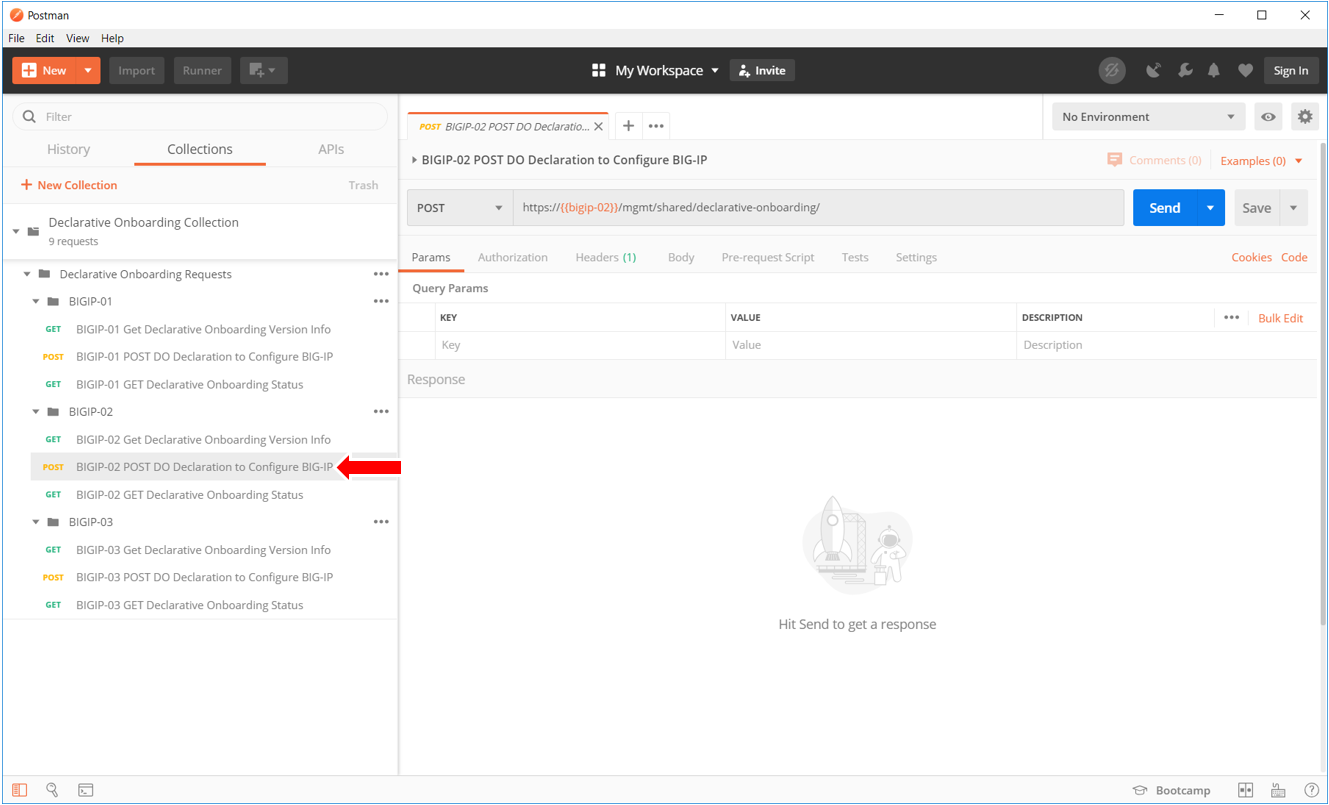 Postman
File Edit View Help
New Import Runner My Workspace Invite Sign In
Filter
History Collections APIs
New Collection Trash
Declarative Onboarding Collection
9 requests
Declarative Onboarding Requests
BIGIP-01
GET BIGIP-01 Get Declarative Onboarding Version Info
POST BIGIP-01 POST DO Declaration to Configure BIG-IP
GET BIGIP-01 GET Declarative Onboarding Status
BIGIP-02
GET BIGIP-02 Get Declarative Onboarding Version Info
POST BIGIP-02 POST DO Declaration to Configure BIG-IP
GET BIGIP-02 GET Declarative Onboarding Status
BIGIP-03
GET BIGIP-03 Get Declarative Onboarding Version Info
POST BIGIP-03 POST DO Declaration to Configure BIG-IP
GET BIGIP-03 GET Declarative Onboarding Status
POST BIGIP-02 POST DO Declaratio...
No Environment
BIGIP-02 POST DO Declaration to Configure BIG-IP
Comments (0) Examples (0)
POST https://{{bigip-02}}/mgmt/shared/declarative-onboarding/ Send Save
Params Authorization Headers (1) Body Pre-request Script Tests Settings Cookies Code
Query Params
KEY VALUE DESCRIPTION Bulk Edit
Key Value Description
Response
Hit Send to get a response
Bootcamp